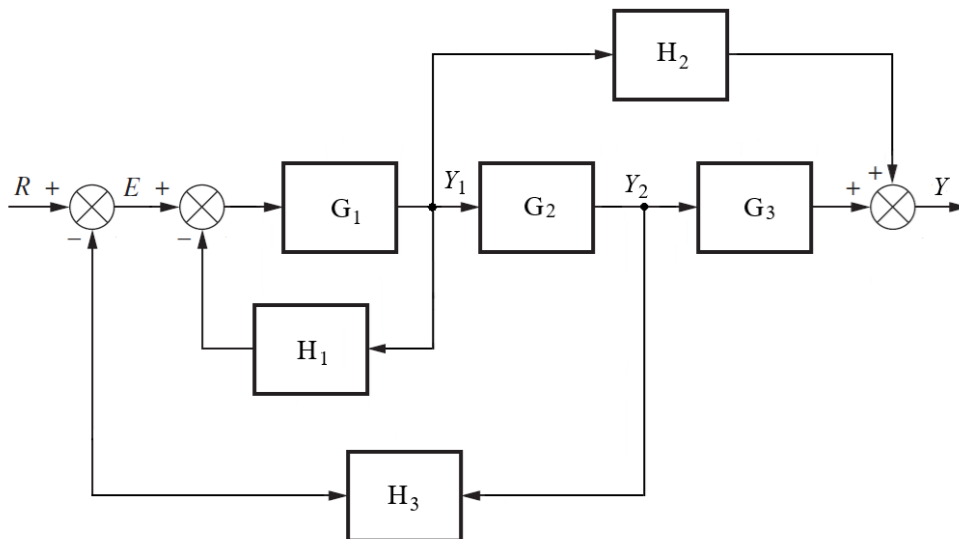 H2
+
R + E + G1 Y1 G2 Y2 G3 + Y
− −
H1
H3